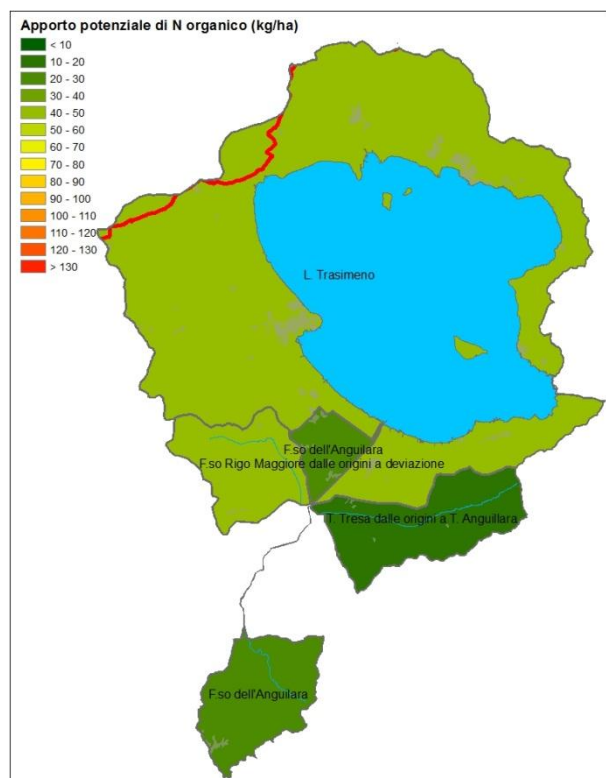 Apporto potenziale di N organico (kg/ha)
< 10
10 - 20
20 - 30
30 - 40
40 - 50
50 - 60
60 - 70
70 - 80
80 - 90
90 - 100
100 - 110
110 - 120
120 - 130
> 130
L. Trasimeno
F.so dell'Anguilara
F.so Rigo Maggiore dalle origini a deviazione
T. Tresa dalle origini a T. Anguillara
F.so dell'Anguilara